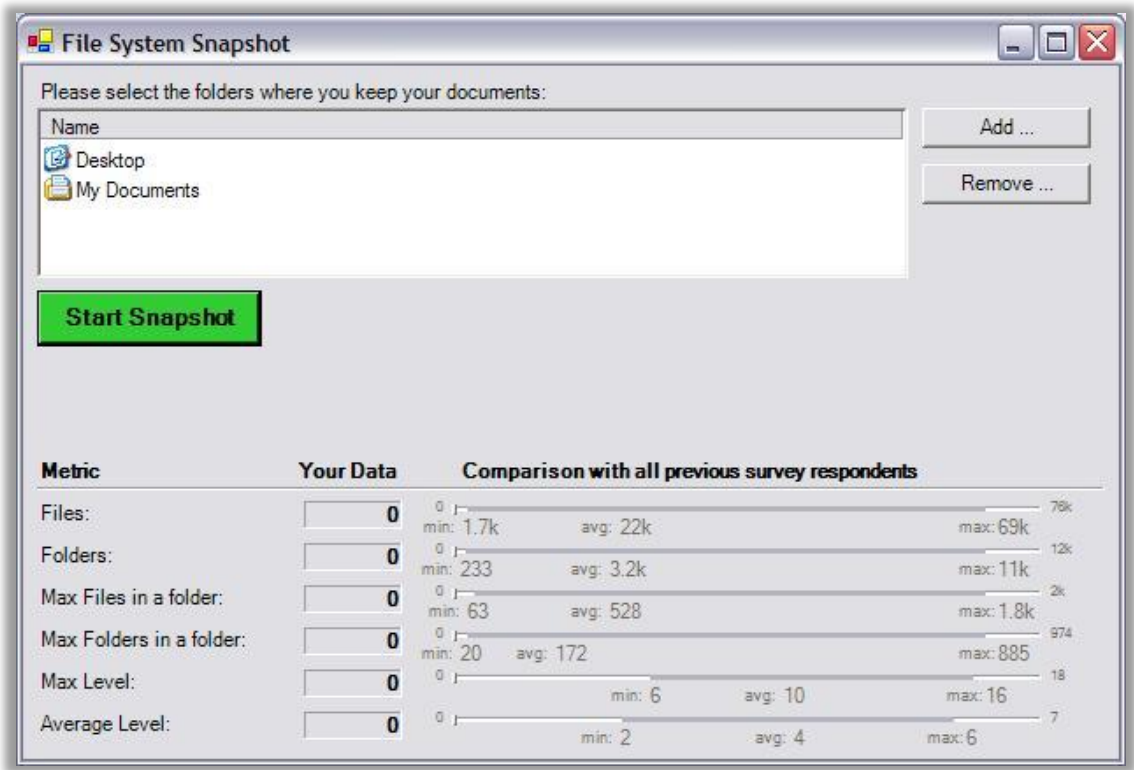 File System Snapshot
Please select the folders where you keep your documents:
Name
Add ...
Desktop
My Documents
Remove ...
Start Snapshot
Metric Your Data Comparison with all previous survey respondents
Files: 0 0 76k
min: 1.7k avg: 22k max: 69k
Folders: 0 0 12k
min: 233 avg: 3.2k max: 11k
Max Files in a folder: 0 0 2k
min: 63 avg: 528 max: 1.8k
Max Folders in a folder: 0 0 974
min: 20 avg: 172 max: 885
Max Level: 0 0 18
min: 6 avg: 10 max: 16
Average Level: 0 0 7
min: 2 avg: 4 max: 6